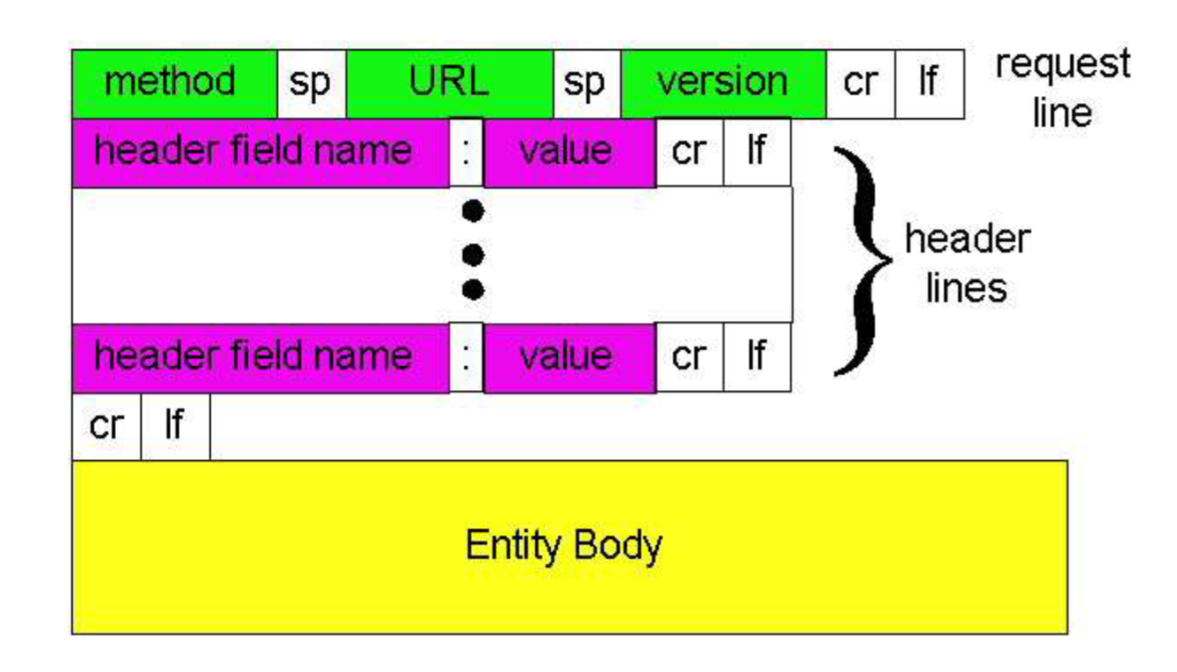 method sp URL sp version cr lf
request
line
header field name : value cr lf
header
lines
header field name : value cr lf
cr lf
Entity Body